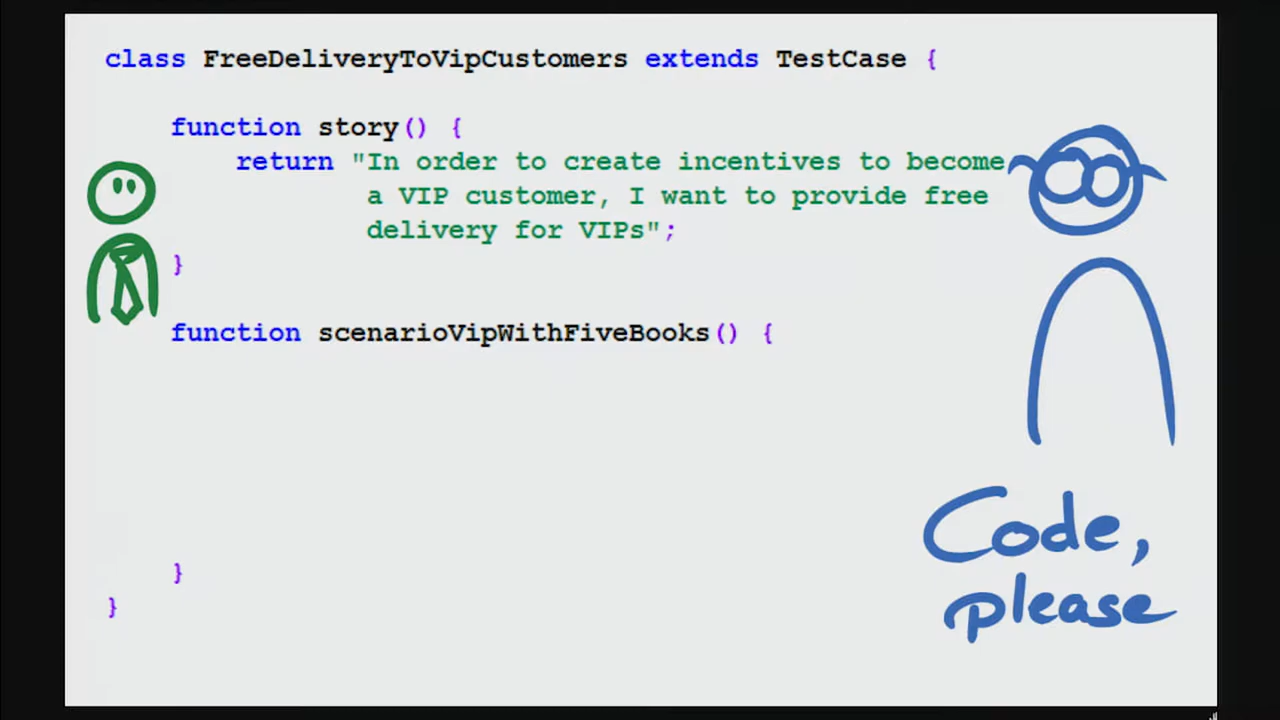 class FreeDeliveryToVipCustomers extends TestCase {
function story() {
return "In order to create incentives to become
a VIP customer, I want to provide free
delivery for VIPs";
}
function scenarioVipWithFiveBooks() {
}
}
Code,
please